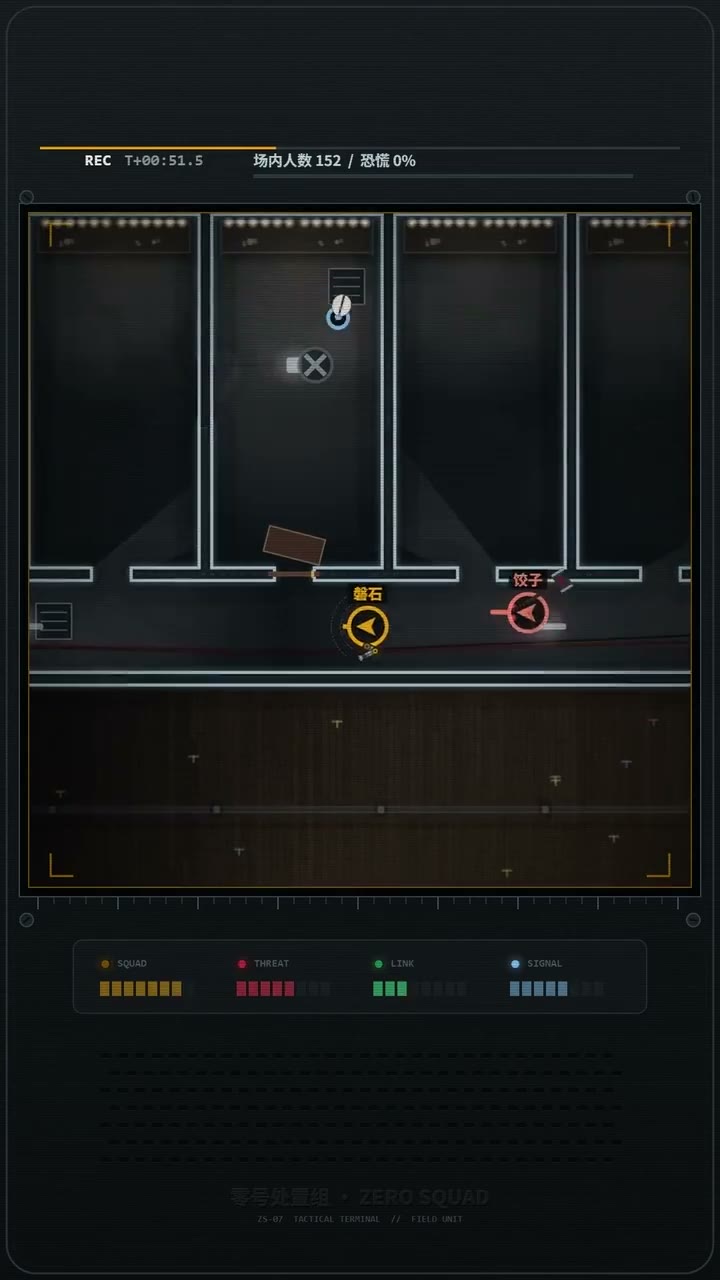 REC T+00:51.5 场内人数 152 / 恐慌 0%
饺子
磐石
SQUAD THREAT LINK SIGNAL
零号处置组 · ZERO SQUAD
ZS-07 TACTICAL TERMINAL // FIELD UNIT